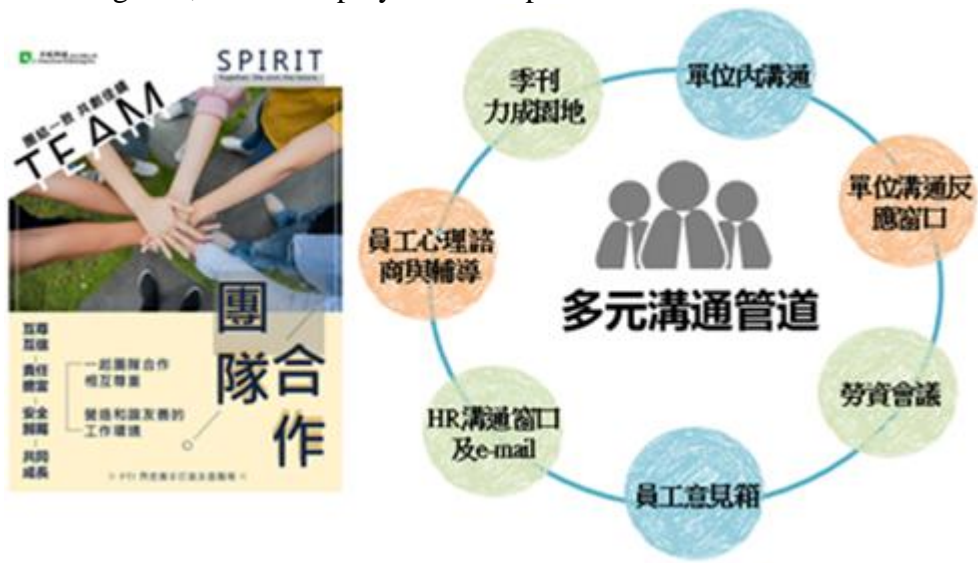 SPIRIT
團結一致 共創佳績
TEAM
團隊
合作
互尊
互信
責任
安全
共同
成長
一起團隊合作
相互尊重
營造和諧友善的
工作環境
季刊
力成園地
單位內溝通
單位溝通反
應窗口
勞資會議
員工意見箱
HR溝通窗口
及e-mail
員工心理諮
商與輔導
多元溝通管道